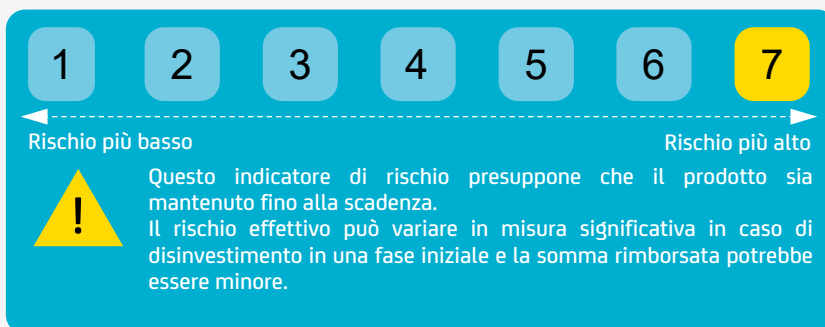 1 2 3 4 5 6 7
Rischio più basso Rischio più alto
Questo indicatore di rischio presuppone che il prodotto sia
mantenuto fino alla scadenza.
Il rischio effettivo può variare in misura significativa in caso di
disinvestimento in una fase iniziale e la somma rimborsata potrebbe
essere minore.
!